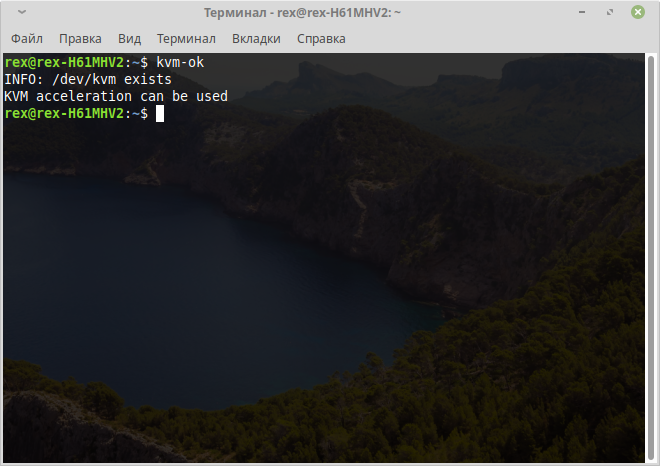 Терминал - rex@rex-H61MHV2: ~
Файл Правка Вид Терминал Вкладки Справка
rex@rex-H61MHV2:~$ kvm-ok
INFO: /dev/kvm exists
KVM acceleration can be used
rex@rex-H61MHV2:~$